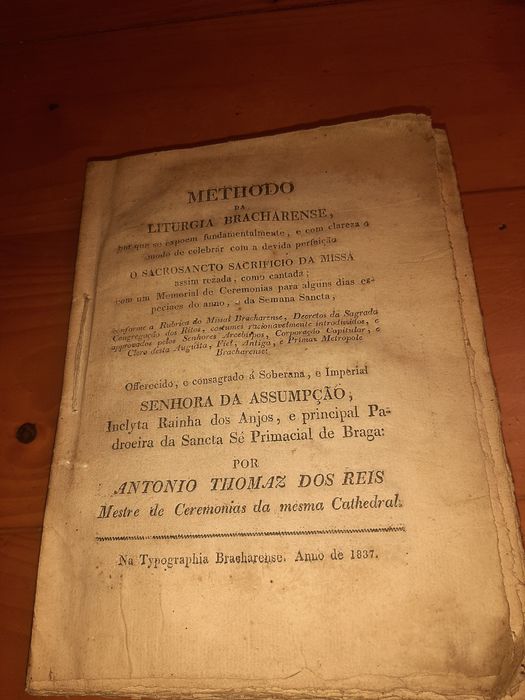 METHODO
DA
LITURGIA BRACHARENSE,
em que se expoem fundamentalmente, e com clareza o
modo de celebrar com a devida perfeição
O SACROSANCTO SACRIFICIO DA MISSA
assim rezada, como cantada;
com um Memorial de Ceremonias para alguns dias es-
peciaes do anno, e da Semana Sancta,
conforme a Rubrica do Missal Bracharense, Decretos da Sagrada
Congregação dos Ritos, costumes racionavelmente introduzidos, e
approvados pelos Senhores Arcebispos, Corporação Capitular, e
Clero desta Augusta, Fiel, Antiga, e Primaz Metropole
Bracharense:
Offerecido, e consagrado á Soberana, e Imperial
SENHORA DA ASSUMPÇÃO,
Inclyta Rainha dos Anjos, e principal Pa-
droeira da Sancta Sé Primacial de Braga:
POR
ANTONIO THOMAZ DOS REIS
Mestre de Ceremonias da mesma Cathedral.
Na Typographia Bracharense. Anno de 1837.